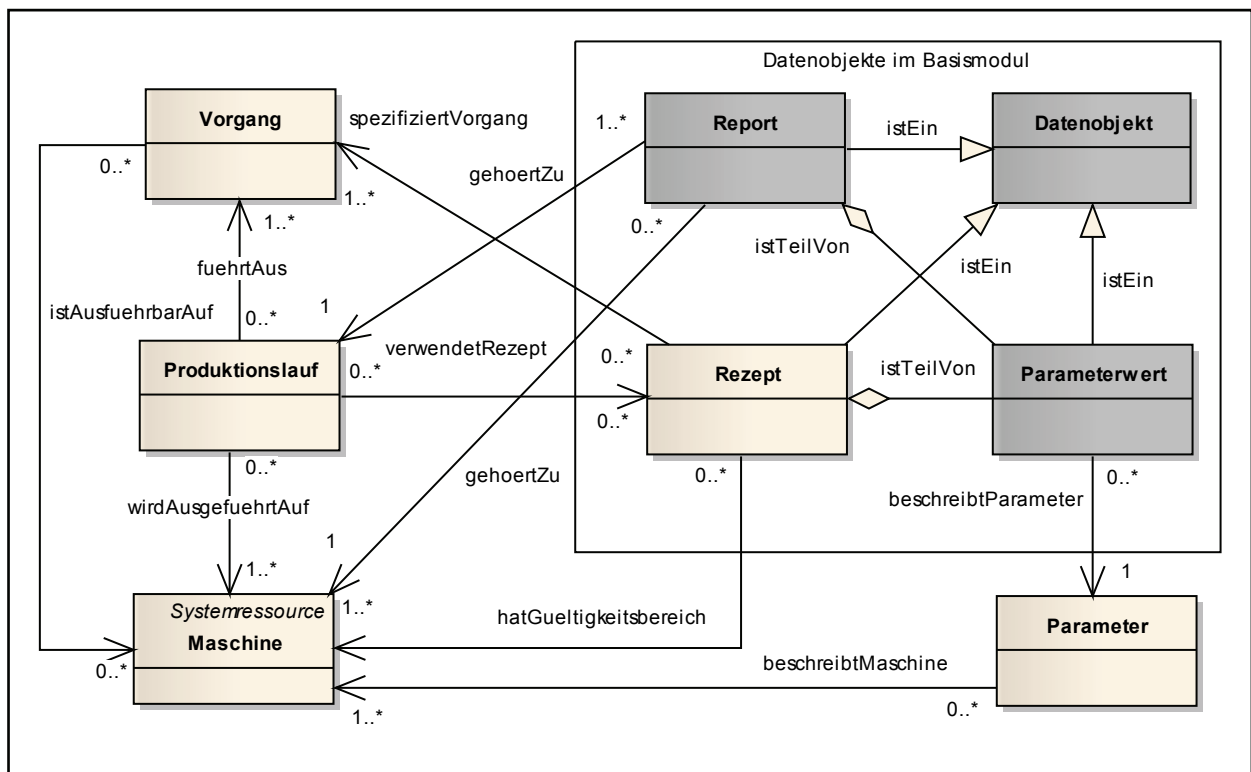 Datenobjekte im Basismodul
Vorgang
spezifiziertVorgang
1..*
Report
istEin
Datenobjekt
0..*
gehoertZu
1..*
1..*
0..*
fuehrtAus
istTeilVon
istEin
istEin
istAusfuehrbarAuf
0..*
1
Produktionslauf
0..*
verwendetRezept
0..*
Rezept
istTeilVon
Parameterwert
0..*
0..*
gehoertZu
0..*
0..*
wirdAusgefuehrtAuf
beschreibtParameter
1
1..*
1
Systemressource
Maschine
1..*
hatGueltigkeitsbereich
Parameter
0..*
beschreibtMaschine
1..*
0..*